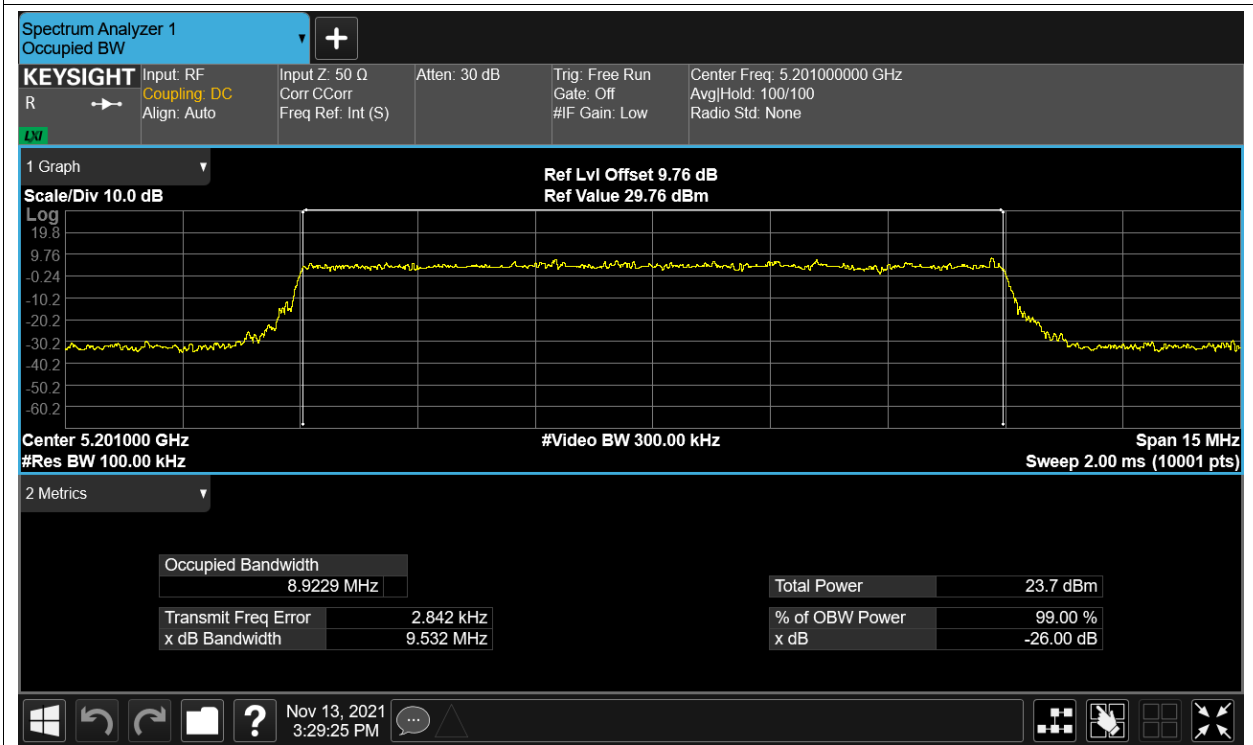 Spectrum Analyzer 1
Occupied BW
KEYSIGHT
R
LXI
Input: RF
Coupling: DC
Align: Auto
Input Z: 50 Ω
Corr CCorr
Freq Ref: Int (S)
Atten: 30 dB
Trig: Free Run
Gate: Off
#IF Gain: Low
Center Freq: 5.201000000 GHz
Avg|Hold: 100/100
Radio Std: None
1 Graph
Scale/Div 10.0 dB
Ref Lvl Offset 9.76 dB
Ref Value 29.76 dBm
Log
19.8
9.76
-0.24
-10.2
-20.2
-30.2
-40.2
-50.2
-60.2
Center 5.201000 GHz
#Video BW 300.00 kHz
Span 15 MHz
#Res BW 100.00 kHz
Sweep 2.00 ms (10001 pts)
2 Metrics
Occupied Bandwidth
8.9229 MHz
Total Power 23.7 dBm
Transmit Freq Error 2.842 kHz
% of OBW Power 99.00 %
x dB Bandwidth 9.532 MHz
x dB -26.00 dB
?
Nov 13, 2021
3:29:25 PM